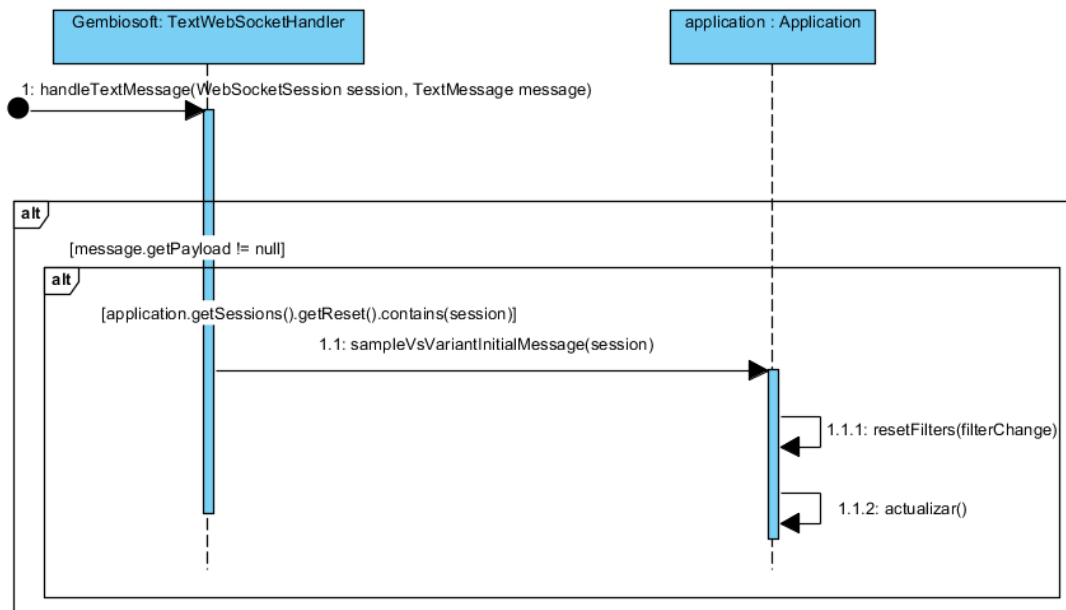 Gembiosoft: TextWebSocketHandler
application : Application
1: handleTextMessage(WebSocketSession session, TextMessage message)
alt
[message.getPayload != null]
alt
[application.getSessions().getReset().contains(session)]
1.1: sampleVsVariantInitialMessage(session)
1.1.1: resetFilters(filterChange)
1.1.2: actualizar()